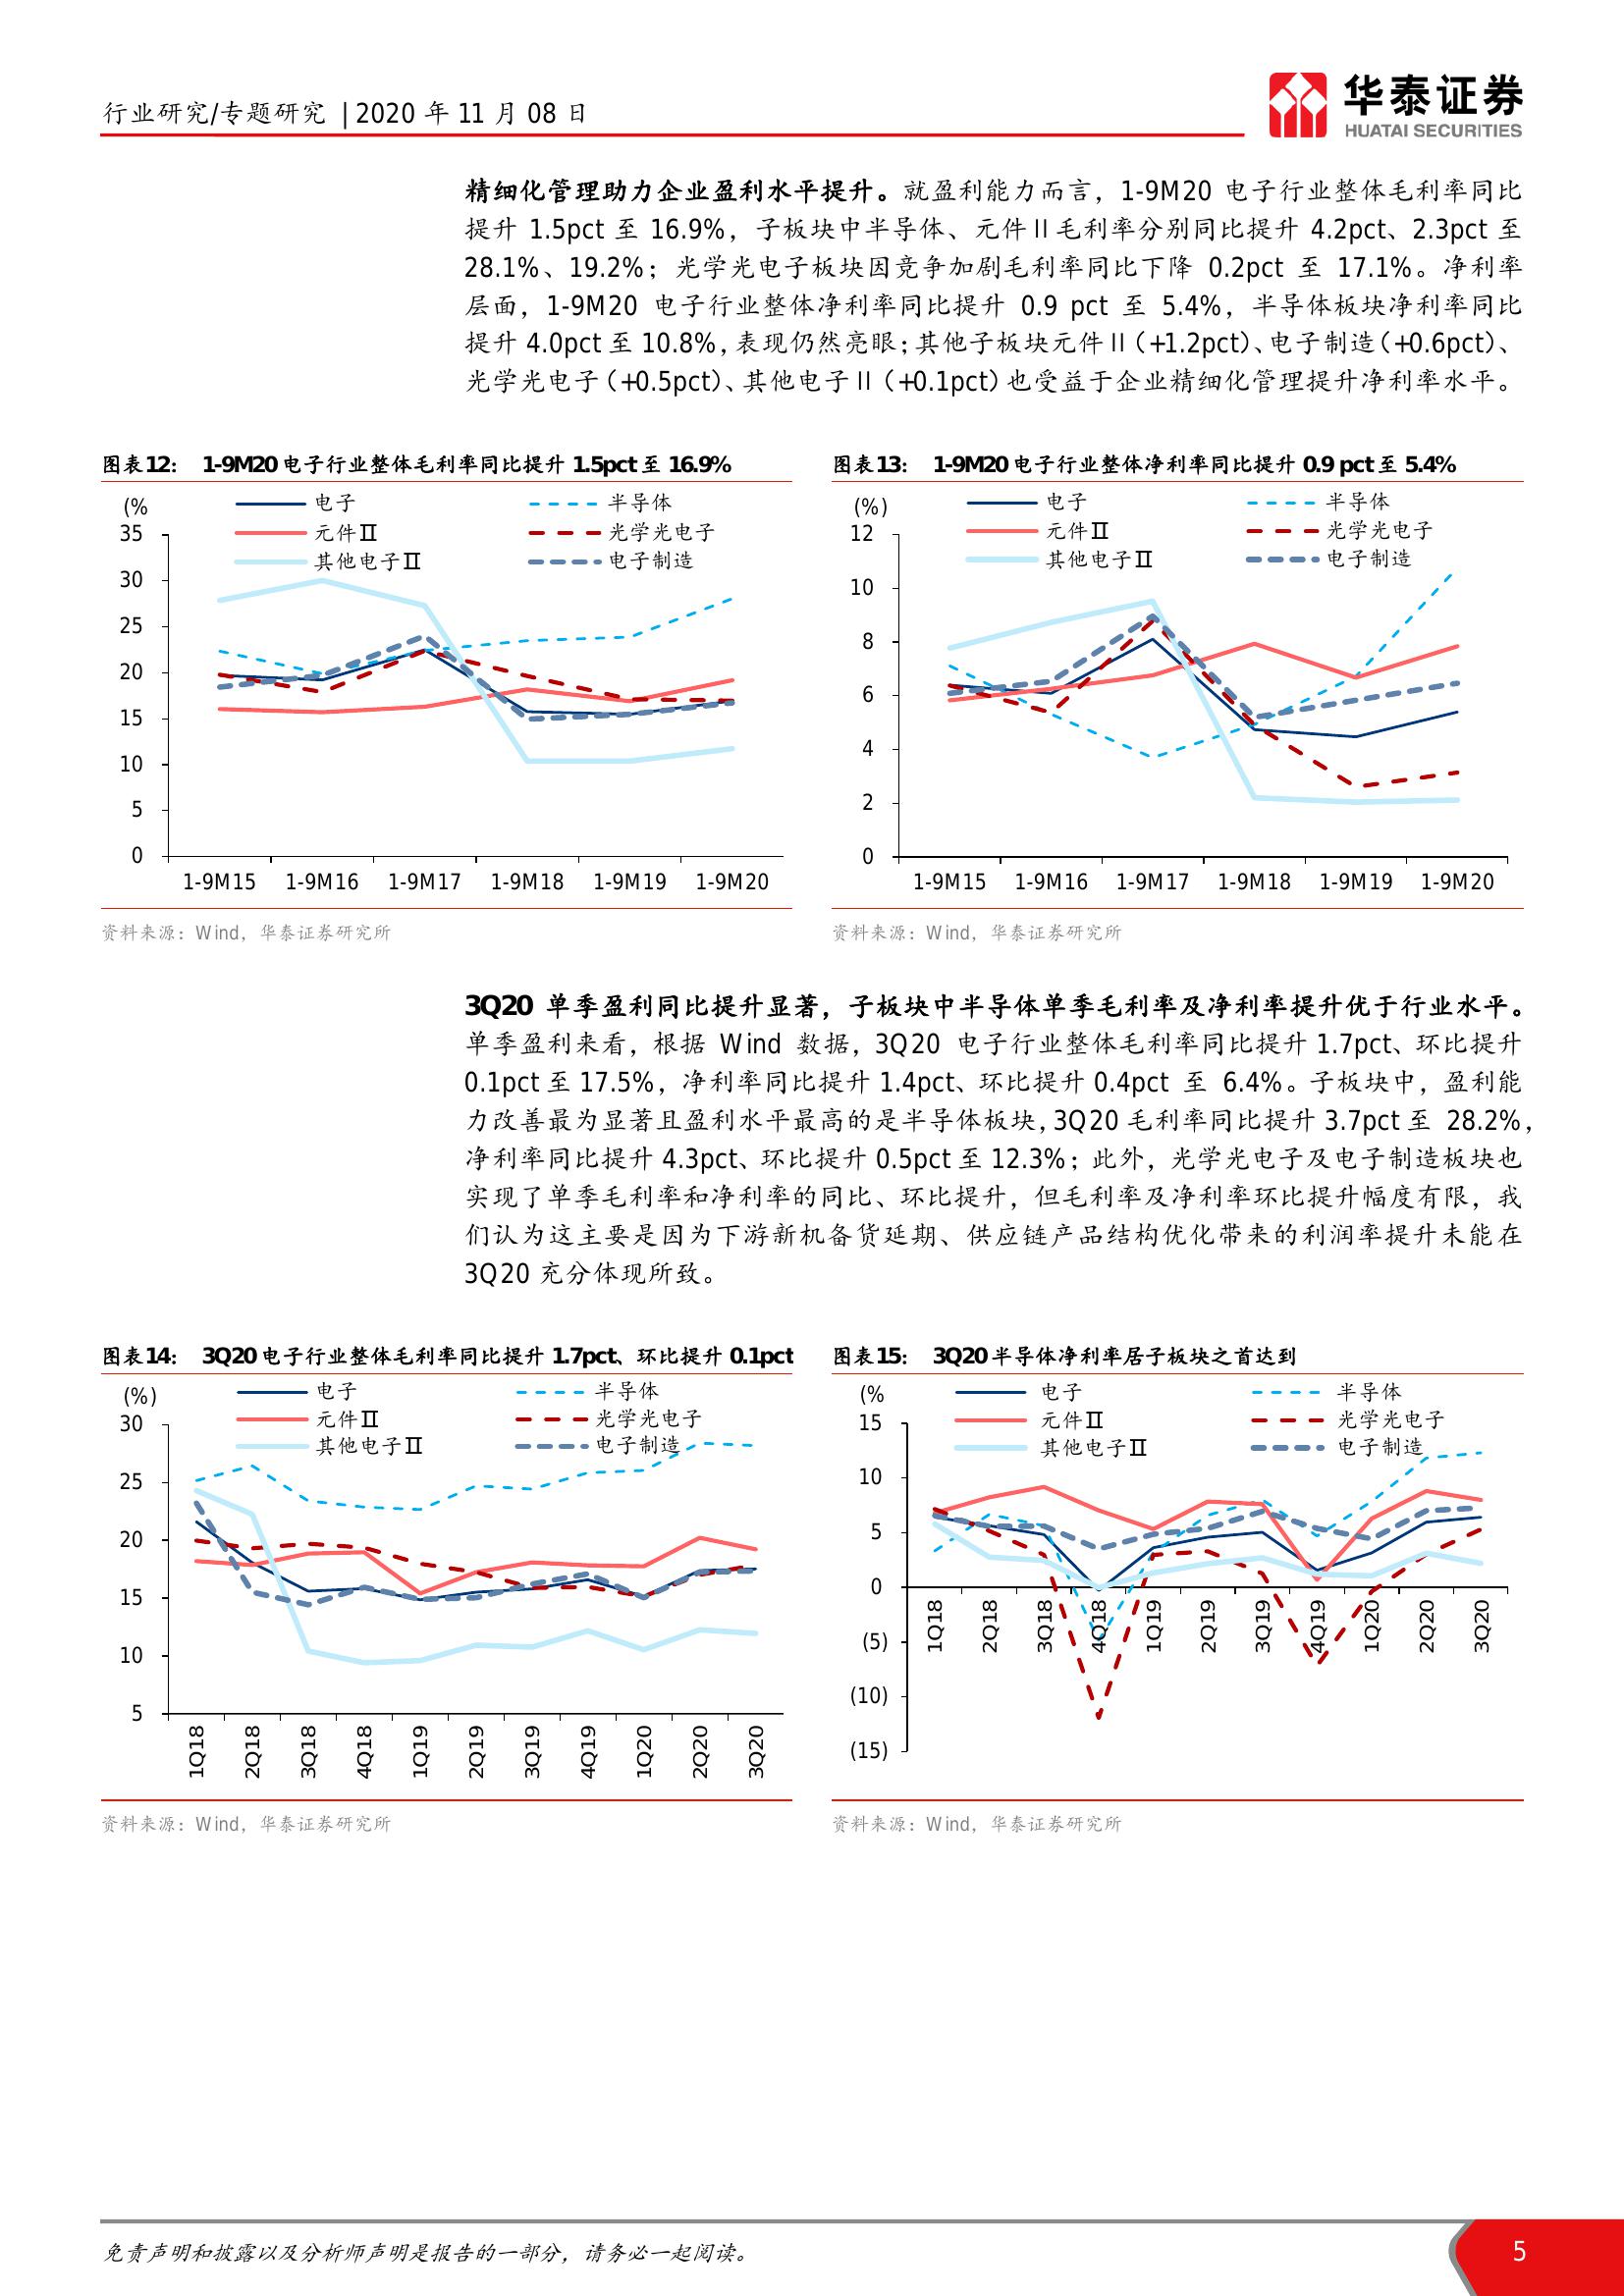 行业研究/专题研究 | 2020 年 11 月 08 日
华泰证券
HUATAI SECURITIES
精细化管理助力企业盈利水平提升。就盈利能力而言，1-9M20 电子行业整体毛利率同比
提升 1.5pct 至 16.9%，子板块中半导体、元件Ⅱ毛利率分别同比提升 4.2pct、2.3pct 至
28.1%、19.2%；光学光电子板块因竞争加剧毛利率同比下降 0.2pct 至 17.1%。净利率
层面，1-9M20 电子行业整体净利率同比提升 0.9 pct 至 5.4%，半导体板块净利率同比
提升 4.0pct 至 10.8%，表现仍然亮眼；其他子板块元件Ⅱ（+1.2pct）、电子制造（+0.6pct）、
光学光电子（+0.5pct）、其他电子Ⅱ（+0.1pct）也受益于企业精细化管理提升净利率水平。
图表12： 1-9M20 电子行业整体毛利率同比提升 1.5pct 至 16.9%
(%
电子 半导体
元件Ⅱ 光学光电子
其他电子Ⅱ 电子制造
35
30
25
20
15
10
5
0
1-9M15 1-9M16 1-9M17 1-9M18 1-9M19 1-9M20
资料来源：Wind，华泰证券研究所
图表13： 1-9M20 电子行业整体净利率同比提升 0.9 pct 至 5.4%
(%)
电子 半导体
元件Ⅱ 光学光电子
其他电子Ⅱ 电子制造
12
10
8
6
4
2
0
1-9M15 1-9M16 1-9M17 1-9M18 1-9M19 1-9M20
资料来源：Wind，华泰证券研究所
3Q20 单季盈利同比提升显著，子板块中半导体单季毛利率及净利率提升优于行业水平。
单季盈利来看，根据 Wind 数据，3Q20 电子行业整体毛利率同比提升 1.7pct、环比提升
0.1pct 至 17.5%，净利率同比提升 1.4pct、环比提升 0.4pct 至 6.4%。子板块中，盈利能
力改善最为显著且盈利水平最高的是半导体板块，3Q20 毛利率同比提升 3.7pct 至 28.2%，
净利率同比提升 4.3pct、环比提升 0.5pct 至 12.3%；此外，光学光电子及电子制造板块也
实现了单季毛利率和净利率的同比、环比提升，但毛利率及净利率环比提升幅度有限，我
们认为这主要是因为下游新机备货延期、供应链产品结构优化带来的利润率提升未能在
3Q20 充分体现所致。
图表14： 3Q20 电子行业整体毛利率同比提升 1.7pct、环比提升 0.1pct
(%)
电子 半导体
元件Ⅱ 光学光电子
其他电子Ⅱ 电子制造
30
25
20
15
10
5
1Q18 2Q18 3Q18 4Q18 1Q19 2Q19 3Q19 4Q19 1Q20 2Q20 3Q20
资料来源：Wind，华泰证券研究所
图表15： 3Q20 半导体净利率居子板块之首达到
(%
电子 半导体
元件Ⅱ 光学光电子
其他电子Ⅱ 电子制造
15
10
5
0
(5)
(10)
(15)
1Q18 2Q18 3Q18 4Q18 1Q19 2Q19 3Q19 4Q19 1Q20 2Q20 3Q20
资料来源：Wind，华泰证券研究所
免责声明和披露以及分析师声明是报告的一部分，请务必一起阅读。
5